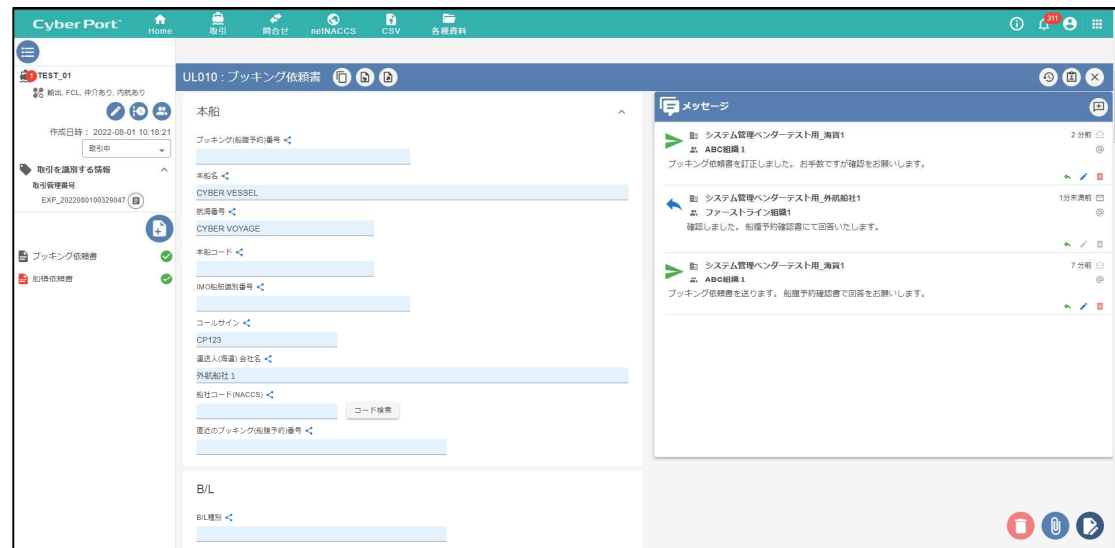 Cyber Port
Home
取引
問合せ
netNACCS
CSV
各種資料
311
1
TEST_01
輸出, FCL, 仲介あり, 内航あり
作成日時： 2022-08-01 10:18:21
取引中
取引を識別する情報
取引管理番号
EXP_2022080100329047
ブッキング依頼書
船積依頼書
UL010 : ブッキング依頼書
本船
ブッキング(船腹予約)番号
本船名
CYBER VESSEL
航海番号
CYBER VOYAGE
本船コード
IMO船舶識別番号
コールサイン
CP123
運送人(海運) 会社名
外航船社１
船社コード(NACCS)
コード検索
直近のブッキング(船腹予約)番号
B/L
B/L種別
メッセージ
システム管理ベンダーテスト用_海貨1
2 分前
ABC組織１
@
ブッキング依頼書を訂正しました。 お手数ですが確認をお願いします。
システム管理ベンダーテスト用_外航船社1
1分未満前
ファーストライン組織1
@
確認しました。 船腹予約確認書にて回答いたします。
システム管理ベンダーテスト用_海貨1
7 分前
ABC組織１
@
ブッキング依頼書を送ります。 船腹予約確認書で回答をお願いします。